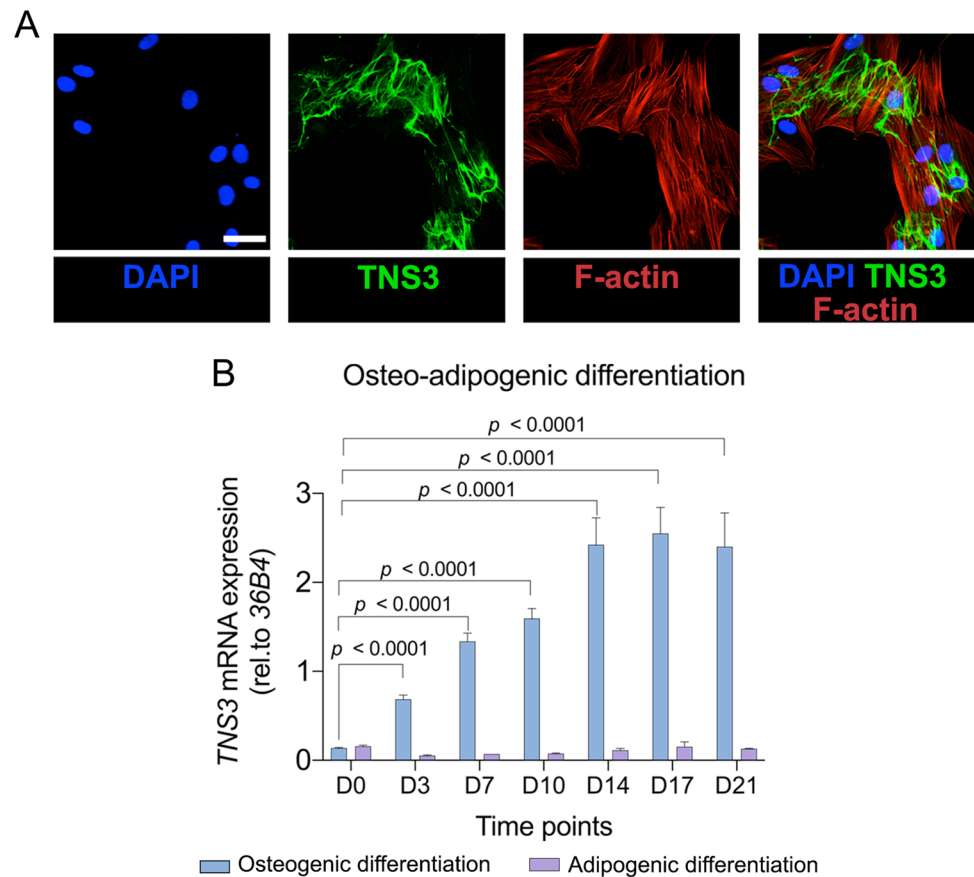 A
DAPI
TNS3
F-actin
DAPI TNS3
F-actin
B
Osteo-adipogenic differentiation
p < 0.0001
p < 0.0001
p < 0.0001
p < 0.0001
p < 0.0001
p < 0.0001
TNS3 mRNA expression
(rel.to 36B4)
3
2
1
0
D0 D3 D7 D10 D14 D17 D21
Time points
Osteogenic differentiation
Adipogenic differentiation